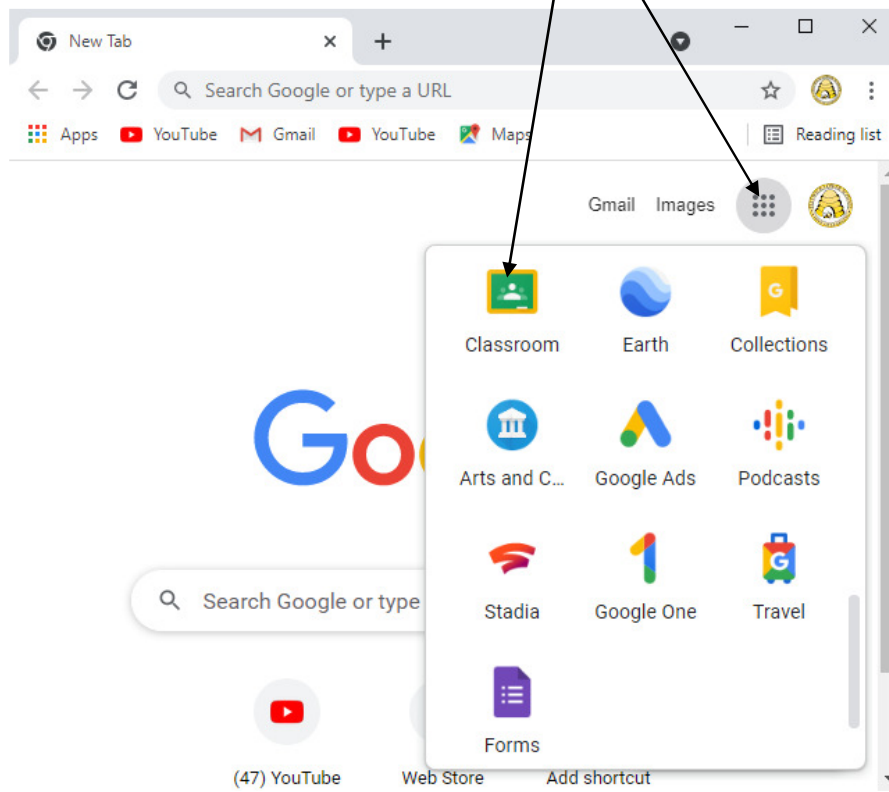 New Tab
Search Google or type a URL
Apps YouTube Gmail YouTube Maps Reading list
Gmail Images
Classroom Earth Collections
Arts and C... Google Ads Podcasts
Search Google or type
Stadia Google One Travel
Forms
(47) YouTube Web Store Add shortcut